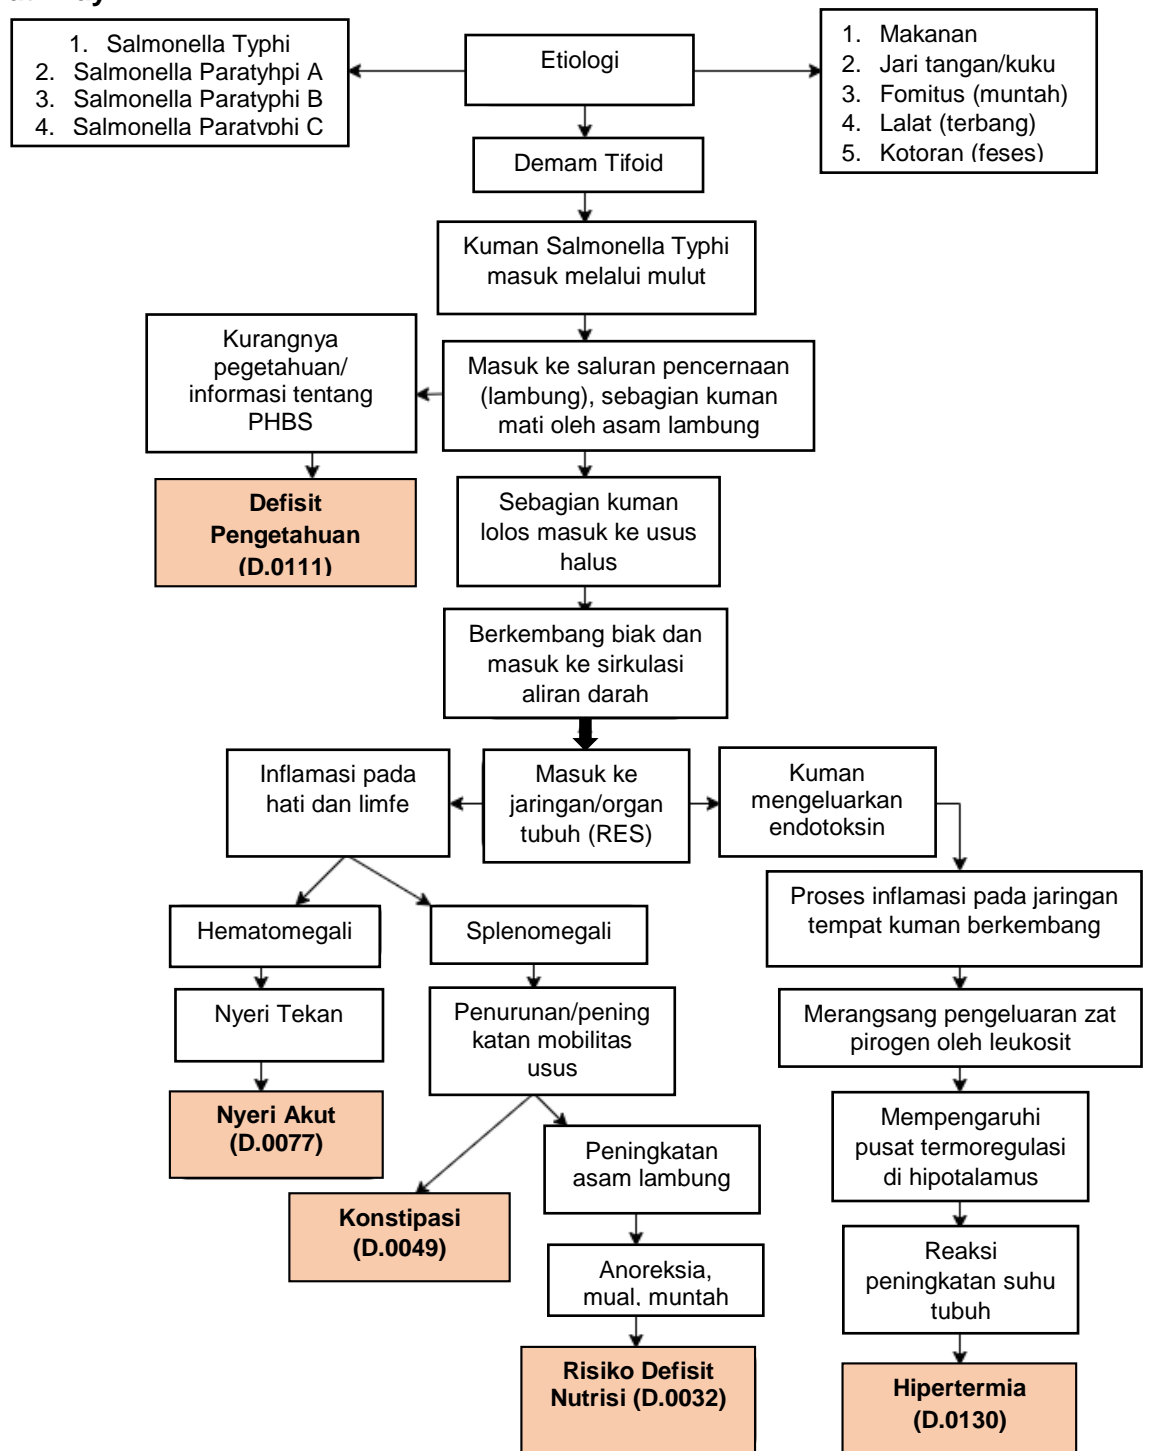 1. Salmonella Typhi
2. Salmonella Paratyhpi A
3. Salmonella Paratyphi B
4. Salmonella Paratyphi C
Etiologi
1. Makanan
2. Jari tangan/kuku
3. Fomitus (muntah)
4. Lalat (terbang)
5. Kotoran (feses)
Demam Tifoid
Kuman Salmonella Typhi
masuk melalui mulut
Kurangnya
pegetahuan/
informasi tentang
PHBS
Masuk ke saluran pencernaan
(lambung), sebagian kuman
mati oleh asam lambung
Defisit
Pengetahuan
(D.0111)
Sebagian kuman
lolos masuk ke usus
halus
Berkembang biak dan
masuk ke sirkulasi
aliran darah
Inflamasi pada
hati dan limfe
Masuk ke
jaringan/organ
tubuh (RES)
Kuman
mengeluarkan
endotoksin
Proses inflamasi pada jaringan
tempat kuman berkembang
Hematomegali
Splenomegali
Nyeri Tekan
Penurunan/pening
katan mobilitas
usus
Merangsang pengeluaran zat
pirogen oleh leukosit
Nyeri Akut
(D.0077)
Peningkatan
asam lambung
Mempengaruhi
pusat termoregulasi
di hipotalamus
Konstipasi
(D.0049)
Anoreksia,
mual, muntah
Reaksi
peningkatan suhu
tubuh
Risiko Defisit
Nutrisi (D.0032)
Hipertermia
(D.0130)